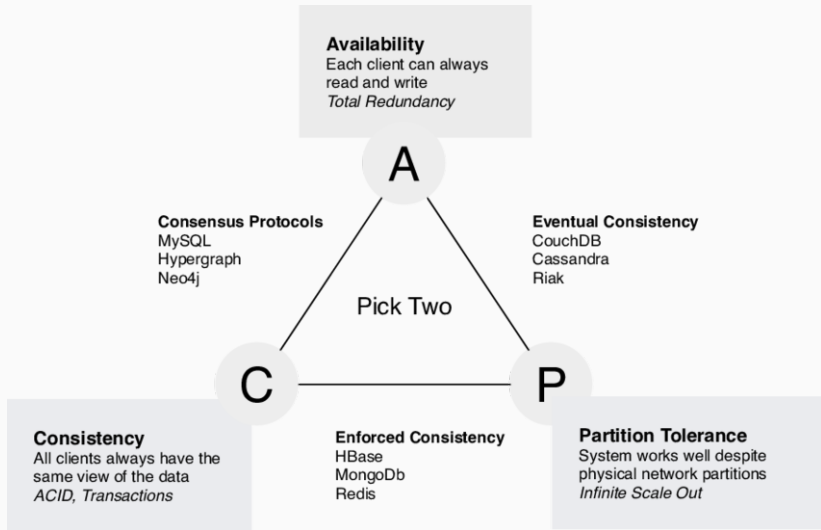 Availability
Each client can always
read and write
Total Redundancy
A
Consensus Protocols
MySQL
Hypergraph
Neo4j
Eventual Consistency
CouchDB
Cassandra
Riak
Pick Two
C
P
Consistency
All clients always have the
same view of the data
ACID, Transactions
Enforced Consistency
HBase
MongoDb
Redis
Partition Tolerance
System works well despite
physical network partitions
Infinite Scale Out